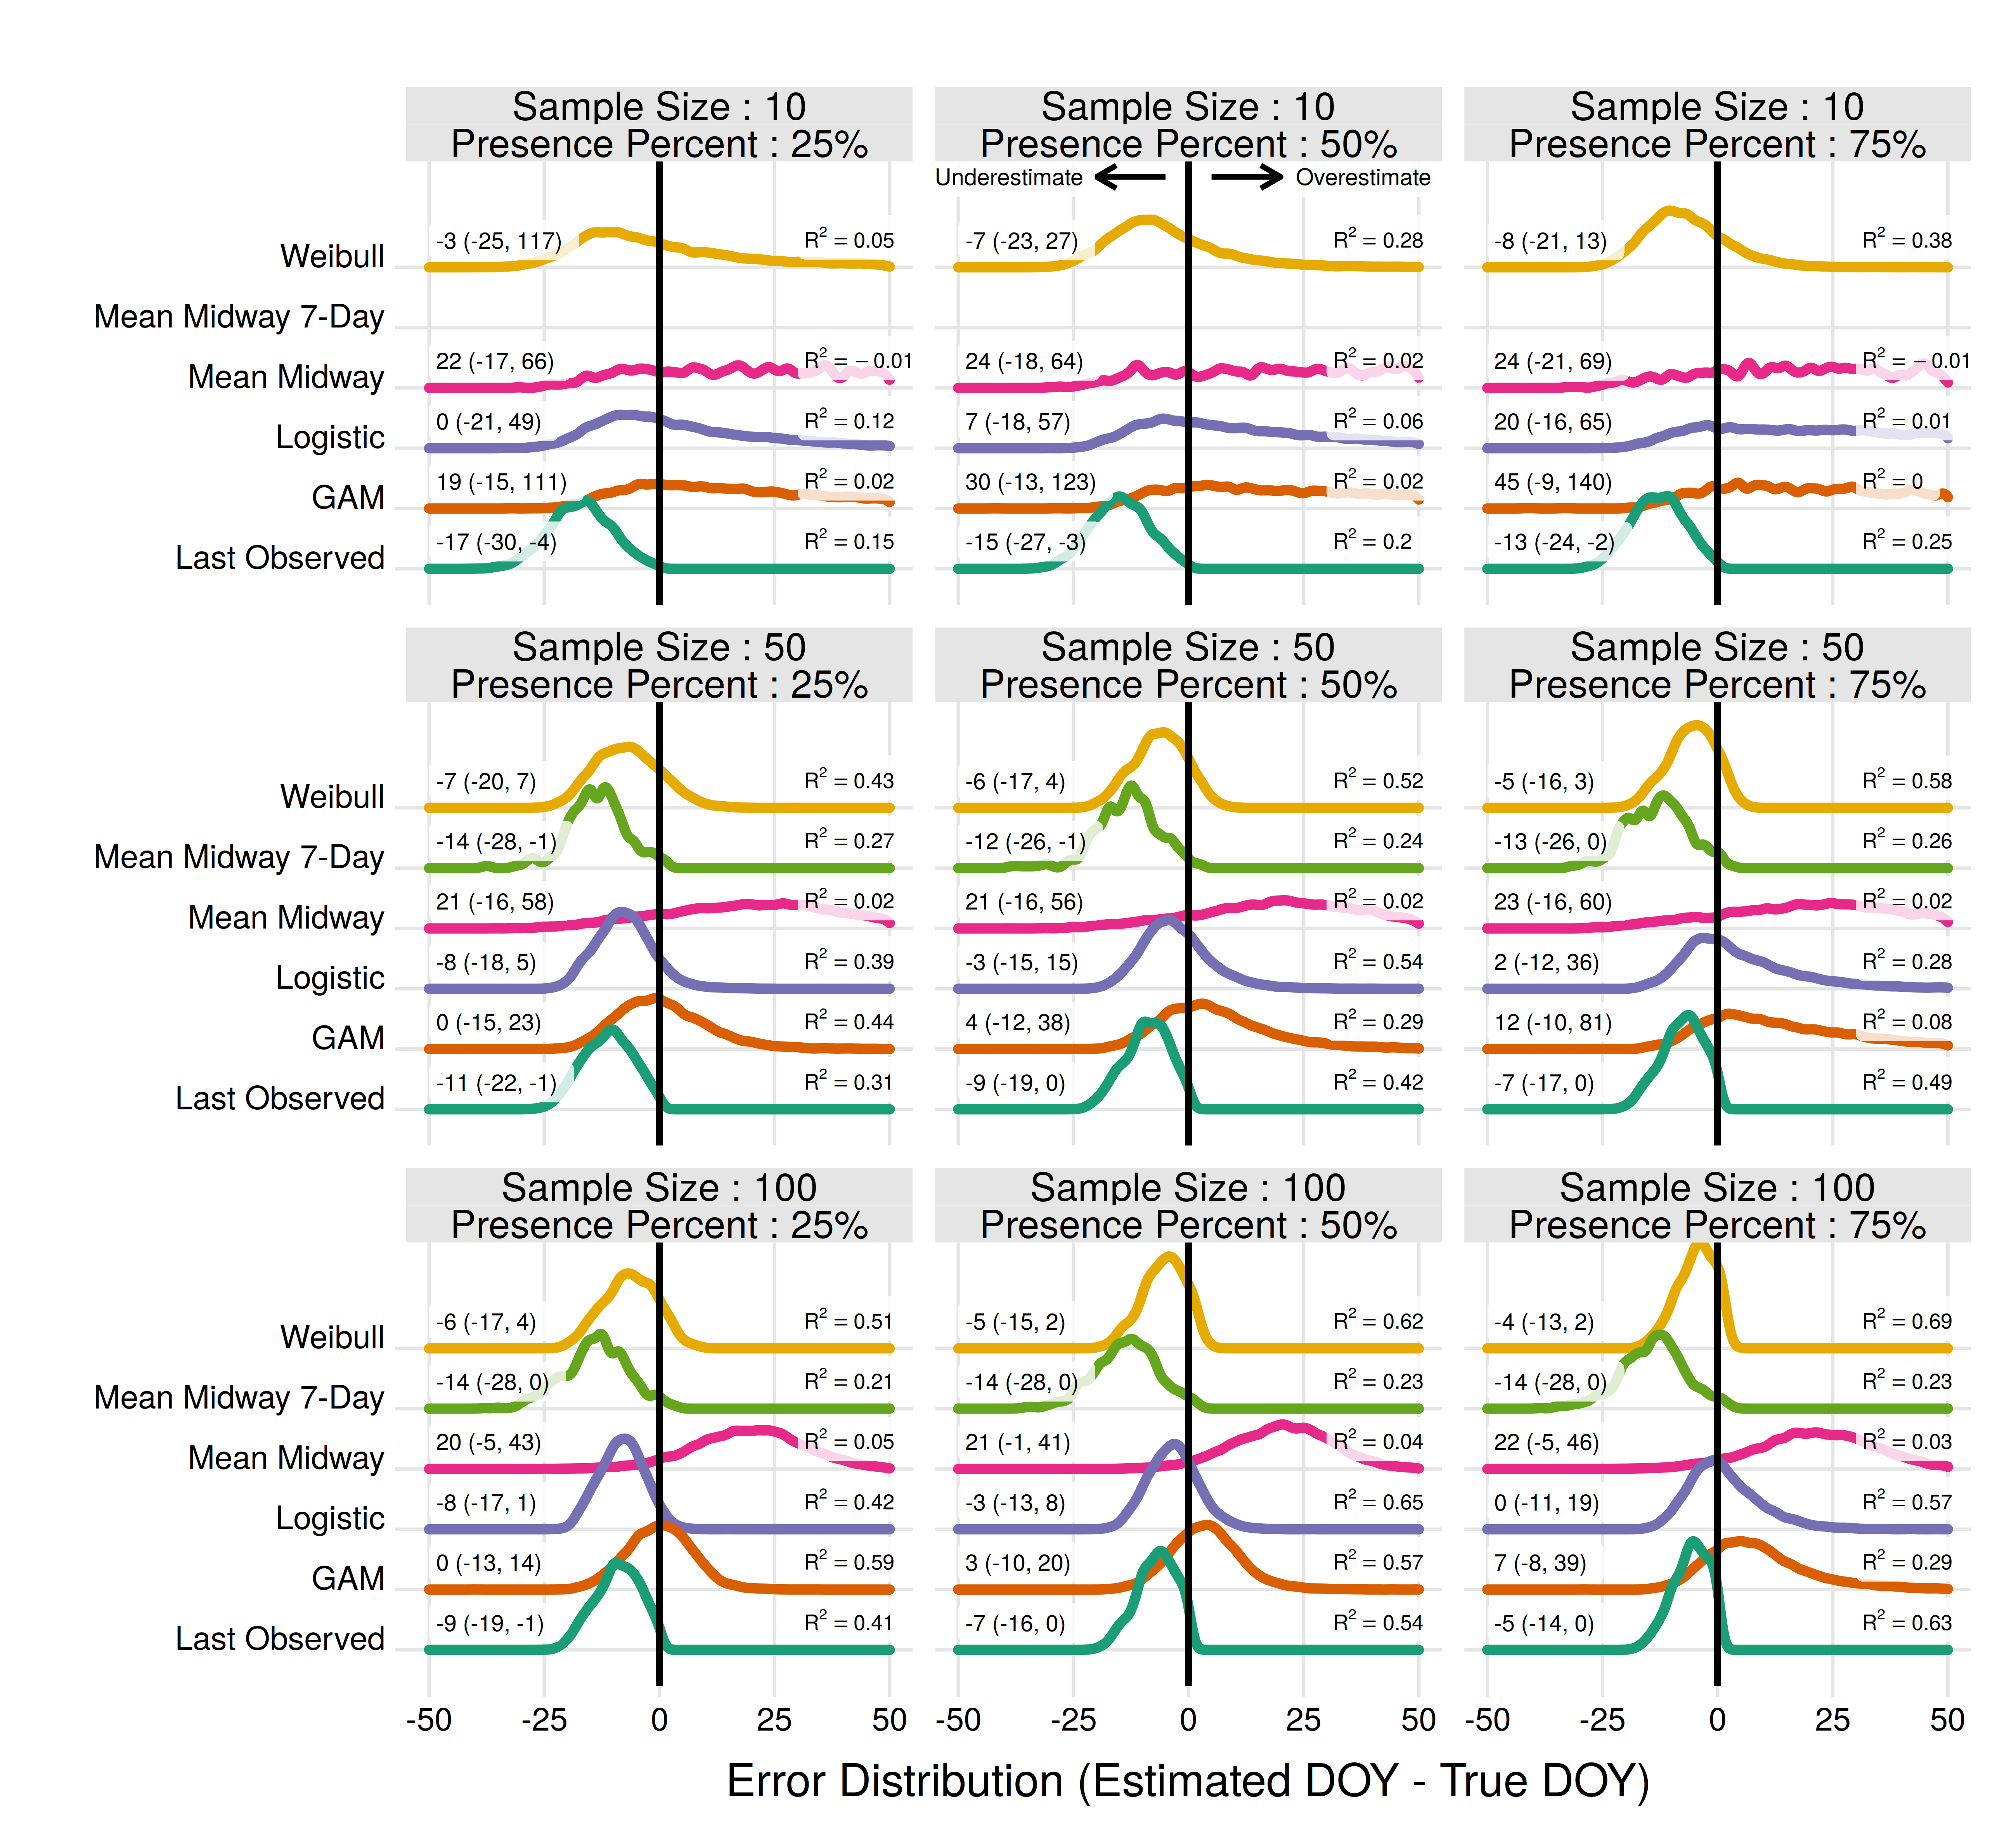 Sample Size : 10
Presence Percent : 25%
Sample Size : 10
Presence Percent : 50%
Sample Size : 10
Presence Percent : 75%
Underestimate
Overestimate
Weibull
-3 (-25, 117)
R² = 0.05
-7 (-23, 27)
R² = 0.28
-8 (-21, 13)
R² = 0.38
Mean Midway 7-Day
Mean Midway
22 (-17, 66)
R² = −0.01
24 (-18, 64)
R² = 0.02
24 (-21, 69)
R² = −0.01
Logistic
0 (-21, 49)
R² = 0.12
7 (-18, 57)
R² = 0.06
20 (-16, 65)
R² = 0.01
GAM
19 (-15, 111)
R² = 0.02
30 (-13, 123)
R² = 0.02
45 (-9, 140)
R² = 0
Last Observed
-17 (-30, -4)
R² = 0.15
-15 (-27, -3)
R² = 0.2
-13 (-24, -2)
R² = 0.25
Sample Size : 50
Presence Percent : 25%
Sample Size : 50
Presence Percent : 50%
Sample Size : 50
Presence Percent : 75%
Weibull
-7 (-20, 7)
R² = 0.43
-6 (-17, 4)
R² = 0.52
-5 (-16, 3)
R² = 0.58
Mean Midway 7-Day
-14 (-28, -1)
R² = 0.27
-12 (-26, -1)
R² = 0.24
-13 (-26, 0)
R² = 0.26
Mean Midway
21 (-16, 58)
R² = 0.02
21 (-16, 56)
R² = 0.02
23 (-16, 60)
R² = 0.02
Logistic
-8 (-18, 5)
R² = 0.39
-3 (-15, 15)
R² = 0.54
2 (-12, 36)
R² = 0.28
GAM
0 (-15, 23)
R² = 0.44
4 (-12, 38)
R² = 0.29
12 (-10, 81)
R² = 0.08
Last Observed
-11 (-22, -1)
R² = 0.31
-9 (-19, 0)
R² = 0.42
-7 (-17, 0)
R² = 0.49
Sample Size : 100
Presence Percent : 25%
Sample Size : 100
Presence Percent : 50%
Sample Size : 100
Presence Percent : 75%
Weibull
-6 (-17, 4)
R² = 0.51
-5 (-15, 2)
R² = 0.62
-4 (-13, 2)
R² = 0.69
Mean Midway 7-Day
-14 (-28, 0)
R² = 0.21
-14 (-28, 0)
R² = 0.23
-14 (-28, 0)
R² = 0.23
Mean Midway
20 (-5, 43)
R² = 0.05
21 (-1, 41)
R² = 0.04
22 (-5, 46)
R² = 0.03
Logistic
-8 (-17, 1)
R² = 0.42
-3 (-13, 8)
R² = 0.65
0 (-11, 19)
R² = 0.57
GAM
0 (-13, 14)
R² = 0.59
3 (-10, 20)
R² = 0.57
7 (-8, 39)
R² = 0.29
Last Observed
-9 (-19, -1)
R² = 0.41
-7 (-16, 0)
R² = 0.54
-5 (-14, 0)
R² = 0.63
-50 -25 0 25 50
-50 -25 0 25 50
-50 -25 0 25 50
Error Distribution (Estimated DOY - True DOY)